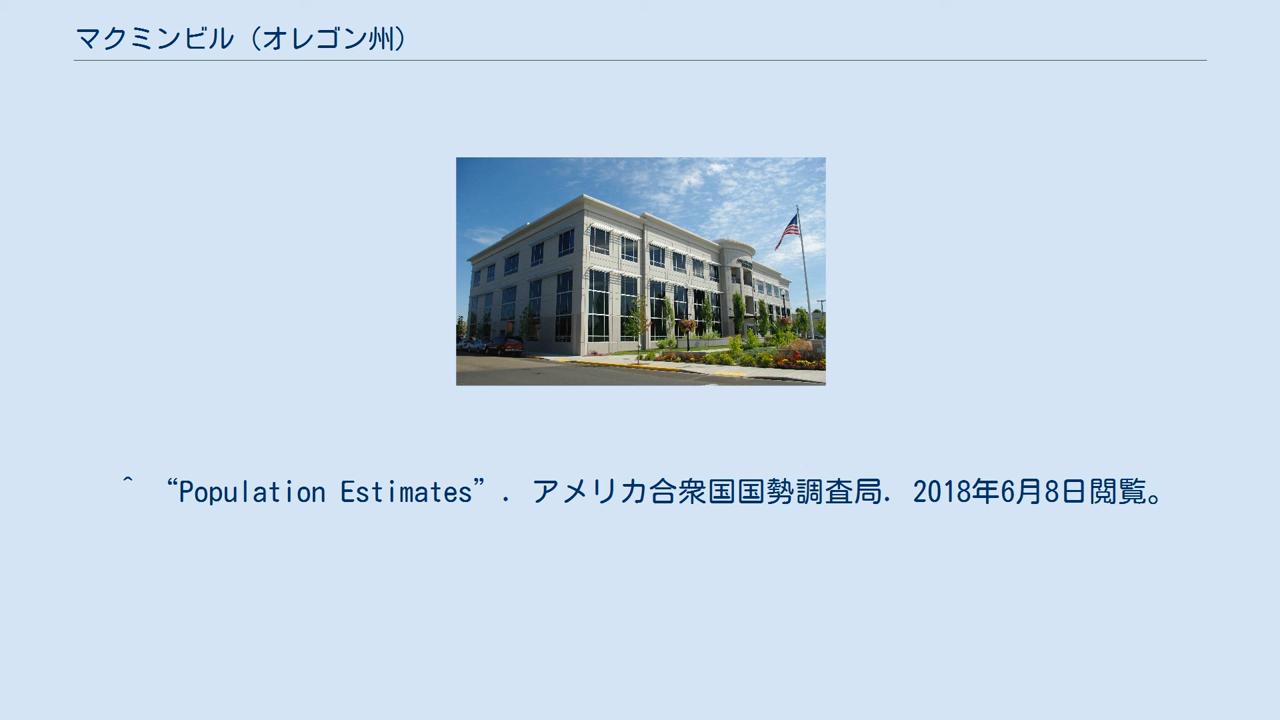 マクミンビル（オレゴン州）
^ “Population Estimates”. アメリカ合衆国国勢調査局. 2018年6月8日閲覧。